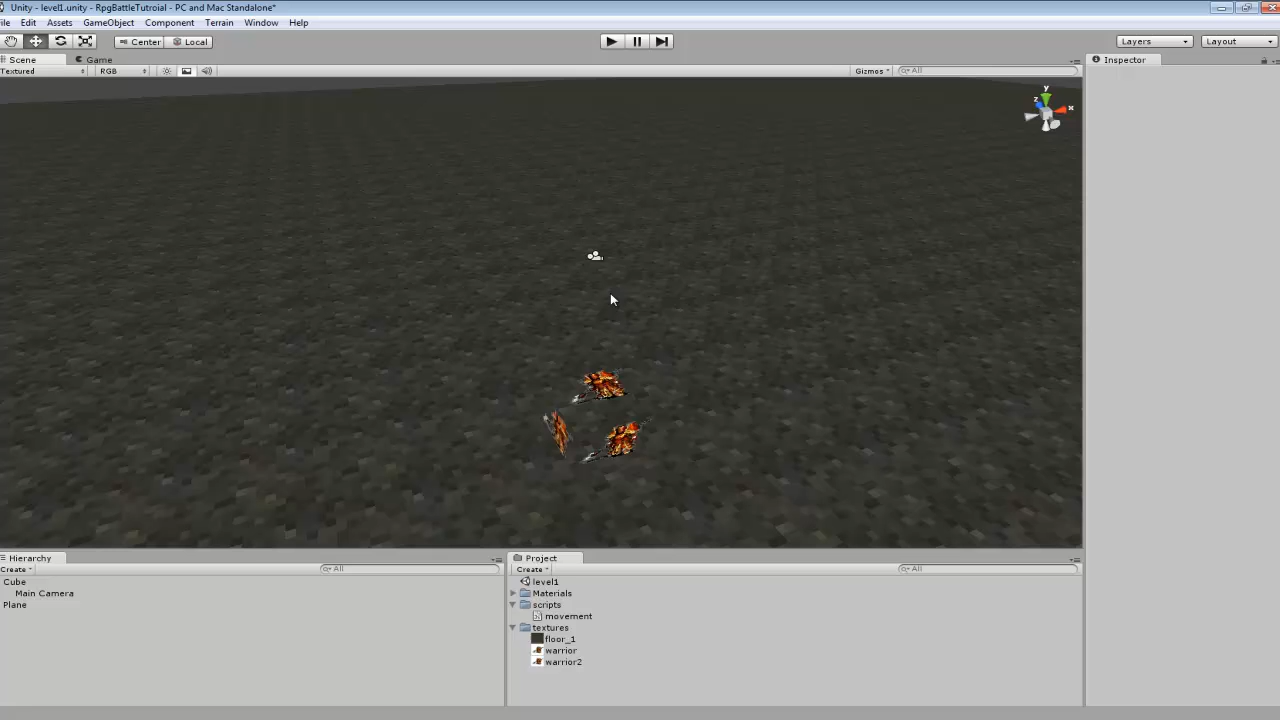 Unity - level1.unity - RpgBattleTutroial - PC and Mac Standalone*
ile Edit Assets GameObject Component Terrain Window Help
Center Local Layers Layout
Scene Game Inspector
Textured RGB Gizmos All
y
z x
Hierarchy Project
Create All Create All
Cube level1
Main Camera Materials
Plane scripts
movement
textures
floor_1
warrior
warrior2